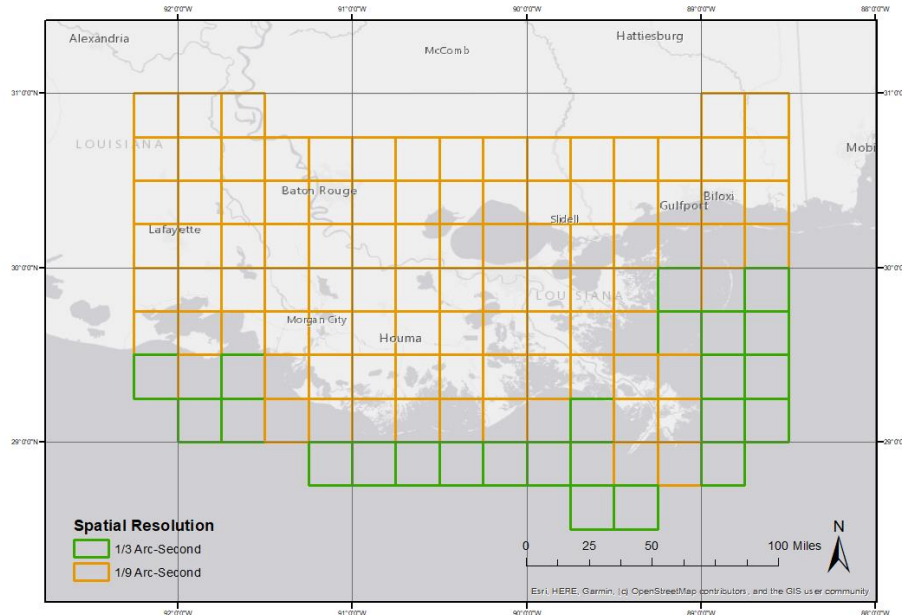 92°0'0"W 91°0'0"W 90°0'0"W 89°0'0"W 88°0'0"W
Alexandria
McComb
Hattiesburg
31°0'0"N 31°0'0"N
LOUISIANA
Mobi
Baton Rouge
Biloxi
Gulfport
Slidell
Lafayette
30°0'0"N 30°0'0"N
LOUISIANA
Morgan City
Houma
29°0'0"N 29°0'0"N
Spatial Resolution
1/3 Arc-Second
1/9 Arc-Second
N
0 25 50 100 Miles
Esri, HERE, Garmin, (c) OpenStreetMap contributors, and the GIS user community
92°0'0"W 91°0'0"W 90°0'0"W 89°0'0"W 88°0'0"W